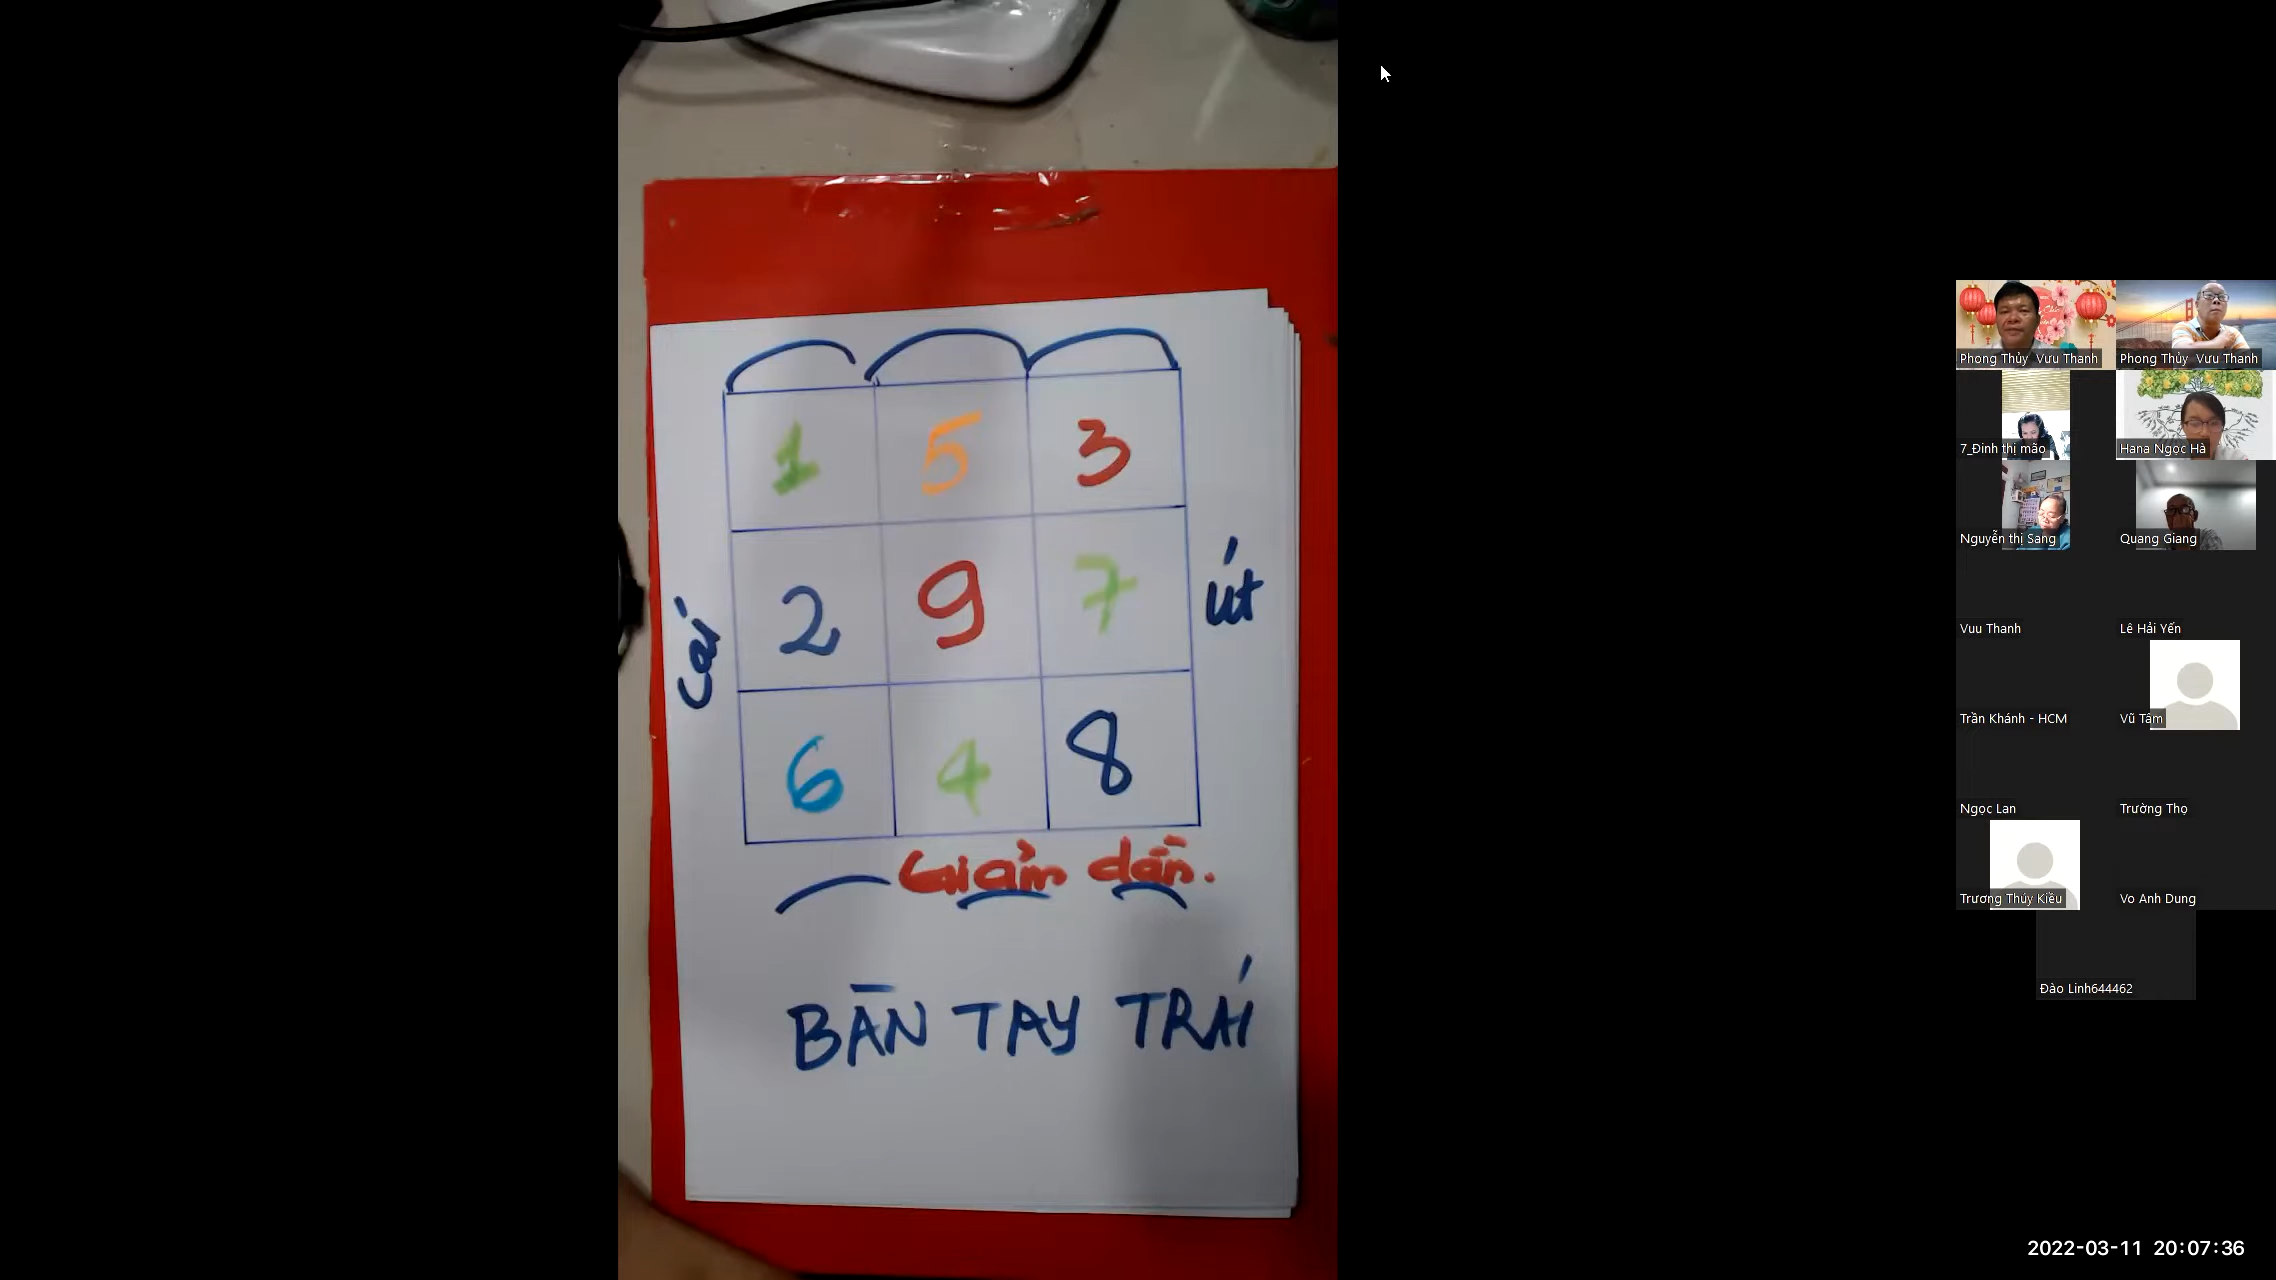 1 5 3
2 9 7
6 4 8
Cái
Út
Giảm dần.
BÀN TAY TRÁI
Phong Thủy Vưu Thanh
Phong Thủy Vưu Thanh
7_Đinh thị mão
Hana Ngọc Hà
Nguyễn thị Sang
Quang Giang
Vuu Thanh
Lê Hải Yến
Trần Khánh - HCM
Vũ Tâm
Ngọc Lan
Trường Thọ
Trương Thúy Kiều
Vo Anh Dung
Đào Linh644462
2022-03-11 20:07:36